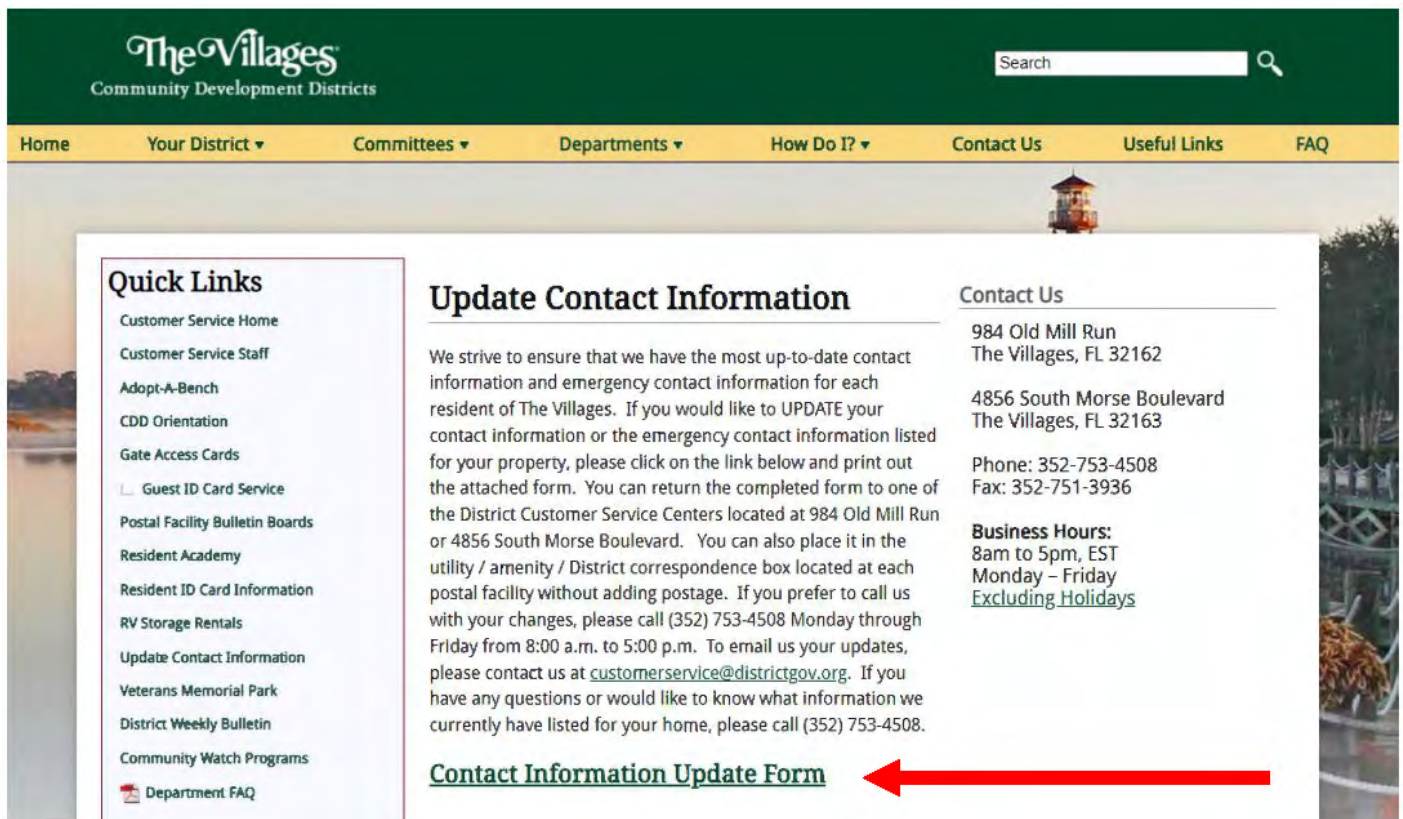 The Villages
Community Development Districts
Search
Home Your District ▾ Committees ▾ Departments ▾ How Do I? ▾ Contact Us Useful Links FAQ
Quick Links
Customer Service Home
Customer Service Staff
Adopt-A-Bench
CDD Orientation
Gate Access Cards
Guest ID Card Service
Postal Facility Bulletin Boards
Resident Academy
Resident ID Card Information
RV Storage Rentals
Update Contact Information
Veterans Memorial Park
District Weekly Bulletin
Community Watch Programs
Department FAQ
Update Contact Information
We strive to ensure that we have the most up-to-date contact
information and emergency contact information for each
resident of The Villages. If you would like to UPDATE your
contact information or the emergency contact information listed
for your property, please click on the link below and print out
the attached form. You can return the completed form to one of
the District Customer Service Centers located at 984 Old Mill Run
or 4856 South Morse Boulevard. You can also place it in the
utility / amenity / District correspondence box located at each
postal facility without adding postage. If you prefer to call us
with your changes, please call (352) 753-4508 Monday through
Friday from 8:00 a.m. to 5:00 p.m. To email us your updates,
please contact us at customerservice@districtgov.org. If you
have any questions or would like to know what information we
currently have listed for your home, please call (352) 753-4508.
Contact Information Update Form
Contact Us
984 Old Mill Run
The Villages, FL 32162
4856 South Morse Boulevard
The Villages, FL 32163
Phone: 352-753-4508
Fax: 352-751-3936
Business Hours:
8am to 5pm, EST
Monday – Friday
Excluding Holidays